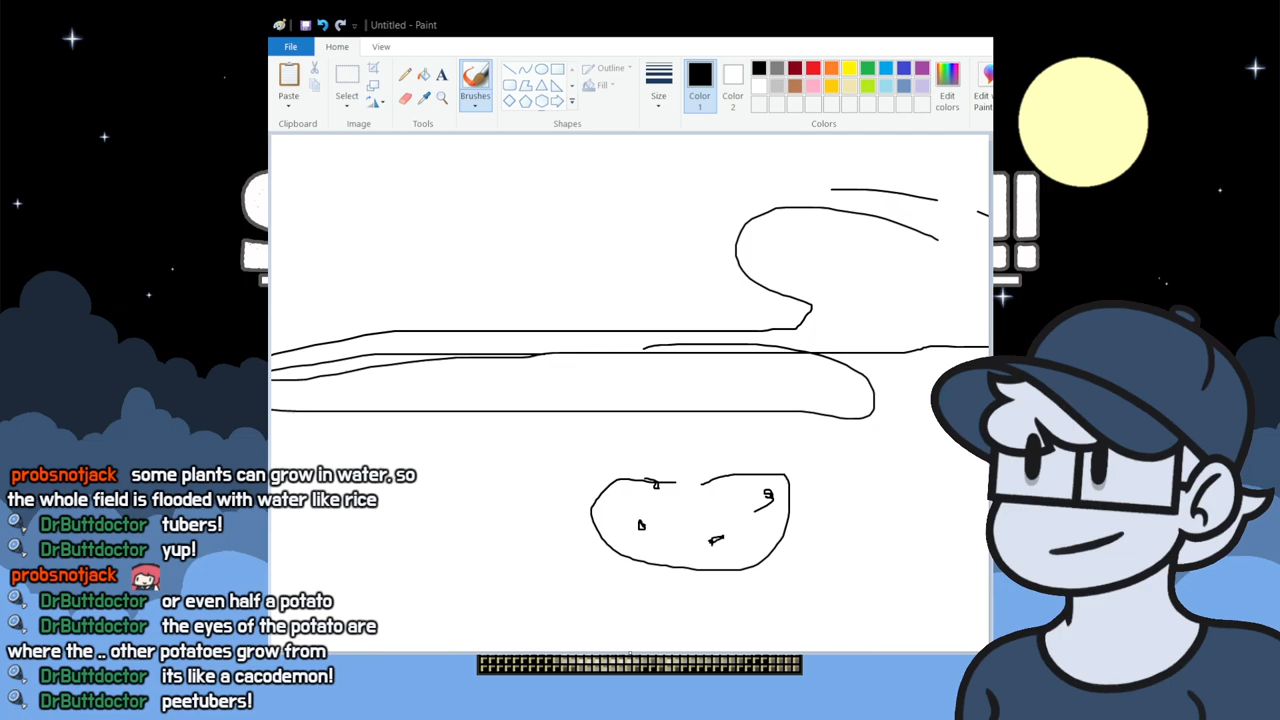 Untitled - Paint
File Home View
Outline
Fill
Paste Select Brushes Size Color 1 Color 2 Edit colors Edit w Pain
Clipboard Image Tools Shapes Colors
probsnotjack some plants can grow in water, so
the whole field is flooded with water like rice
DrButtdoctor tubers!
DrButtdoctor yup!
probsnotjack
DrButtdoctor or even half a potato
DrButtdoctor the eyes of the potato are
where the .. other potatoes grow from
DrButtdoctor its like a cacodemon!
DrButtdoctor peetubers!